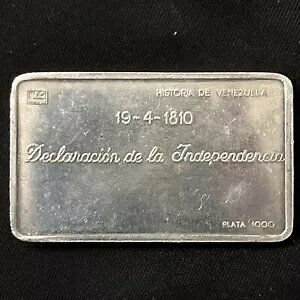 HISTORIA DE VENEZUELA
19-4-1810
Declaración de la Independencia
PLATA 1000